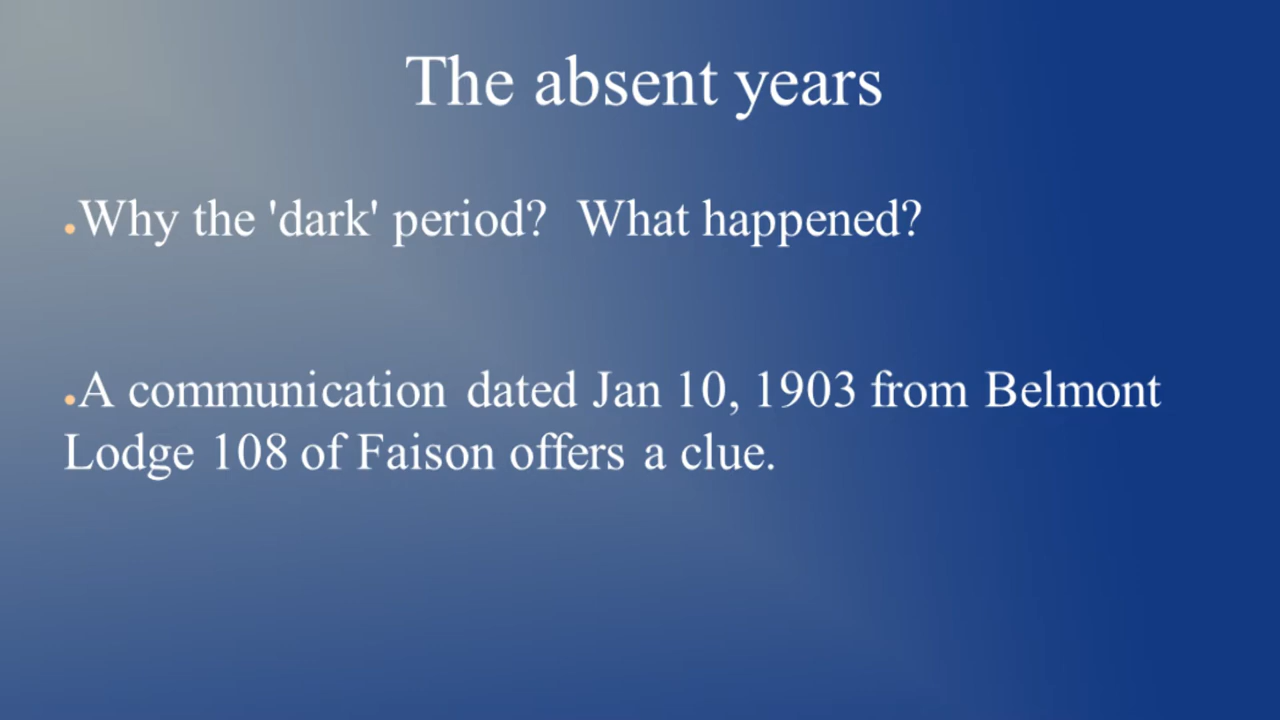 The absent years
•Why the 'dark' period?  What happened?
•A communication dated Jan 10, 1903 from Belmont
Lodge 108 of Faison offers a clue.